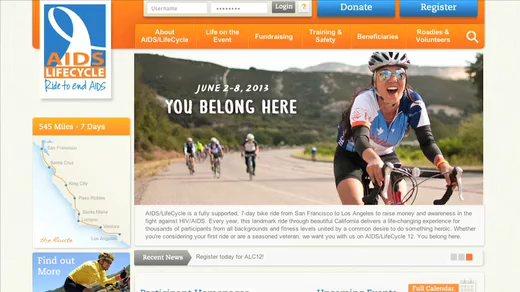 Username
Login
?
Donate
Register
AIDS
LIFECYCLE
Ride to end AIDS
About
AIDS/LifeCycle
Life on the
Event
Fundraising
Training &
Safety
Beneficiaries
Roadies &
Volunteers
JUNE 2-8, 2013
YOU BELONG HERE
545 Miles - 7 Days
San Francisco
Santa Cruz
King City
Paso Robles
Santa Maria
Lompoc
Ventura
Los Angeles
the Route
AIDS/LifeCycle is a fully supported, 7-day bike ride from San Francisco to Los Angeles to raise money and awareness in the
fight against HIV/AIDS. Every year, this landmark ride through beautiful California delivers a life-changing experience for
thousands of participants from all backgrounds and fitness levels united by a common desire to do something heroic. Whether
you're considering your first ride or are a seasoned veteran, we want you with us on AIDS/LifeCycle 12. You belong here.
Recent News
Register today for ALC12!
Find out
More
Participant Homepages
Upcoming Events
Full Calendar